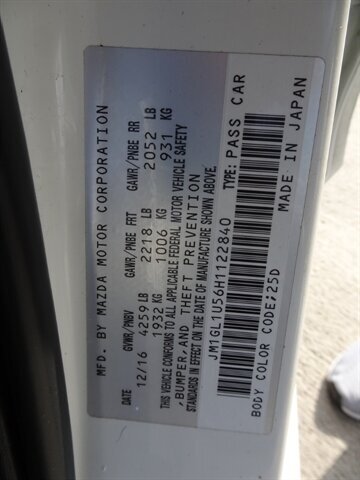 MFD. BY MAZDA MOTOR CORPORATION
DATE GVWR/PNBV GAWR/PNBE FRT GAWR/PNBE RR
12/16 4259 LB 2218 LB 2052 LB
1932 KG 1006 KG 931 KG
THIS VEHICLE CONFORMS TO ALL APPLICABLE FEDERAL MOTOR VEHICLE SAFETY
,BUMPER,AND THEFT PREVENTION
STANDARDS IN EFFECT ON THE DATE OF MANUFACTURE SHOWN ABOVE.
JM1GL1U56H1122840 TYPE:PASS CAR
BODY COLOR CODE;25D MADE IN JAPAN